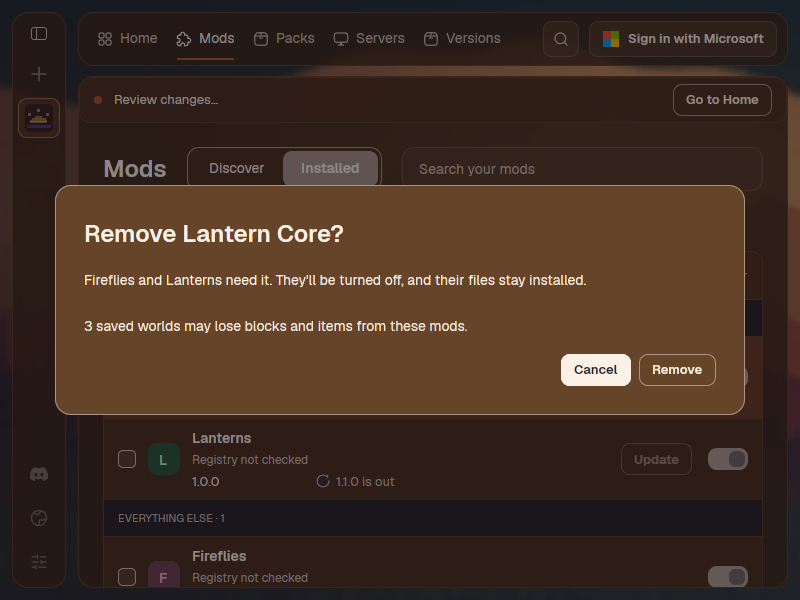 Home
Mods
Packs
Servers
Versions
Sign in with Microsoft
Review changes...
Go to Home
Mods
Discover
Installed
Search your mods
Remove Lantern Core?
Fireflies and Lanterns need it. They'll be turned off, and their files stay installed.
3 saved worlds may lose blocks and items from these mods.
Cancel
Remove
L
Lanterns
Registry not checked
1.0.0
1.1.0 is out
Update
EVERYTHING ELSE · 1
F
Fireflies
Registry not checked